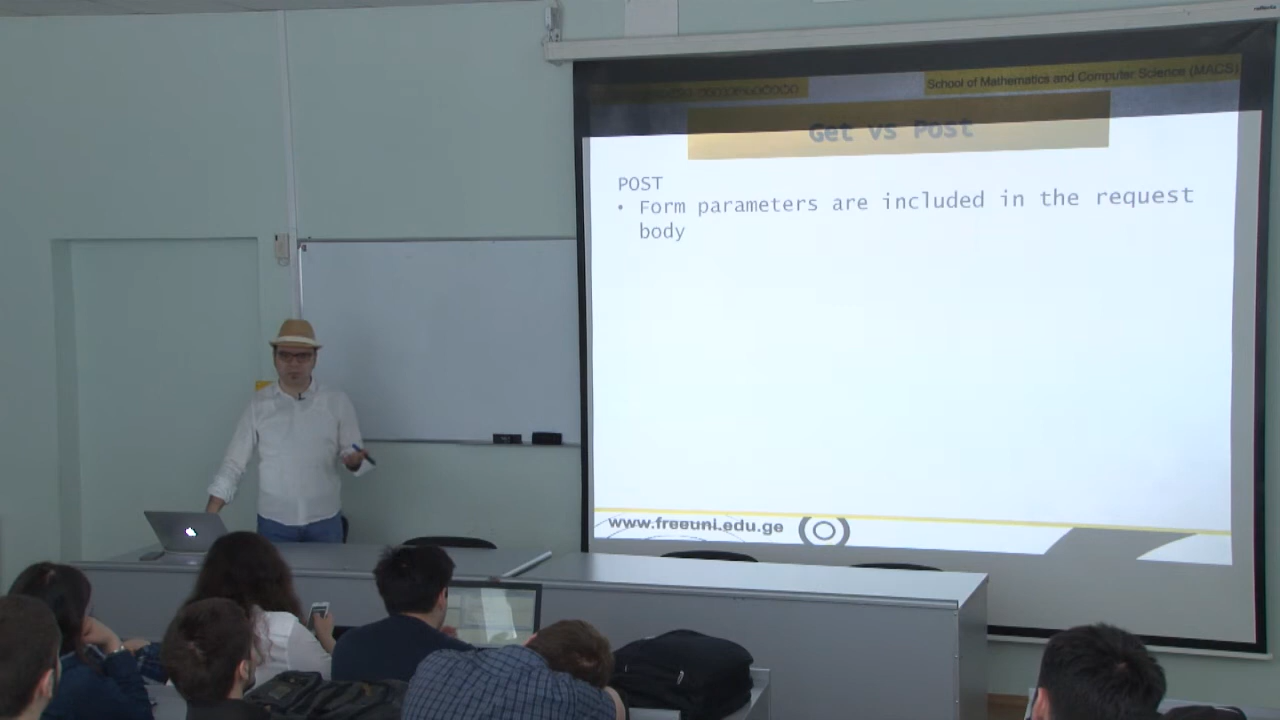 School of Mathematics and Computer Science (MACS)
Get vs Post
POST
• Form parameters are included in the request
body
www.freeuni.edu.ge